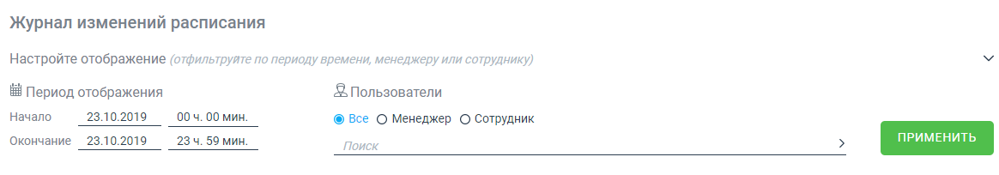 Журнал изменений расписания
Настройте отображение (отфильтруйте по периоду времени, менеджеру или сотруднику)
Период отображения
Начало 23.10.2019 00 ч. 00 мин.
Окончание 23.10.2019 23 ч. 59 мин.
Пользователи
Все Менеджер Сотрудник
Поиск
ПРИМЕНИТЬ